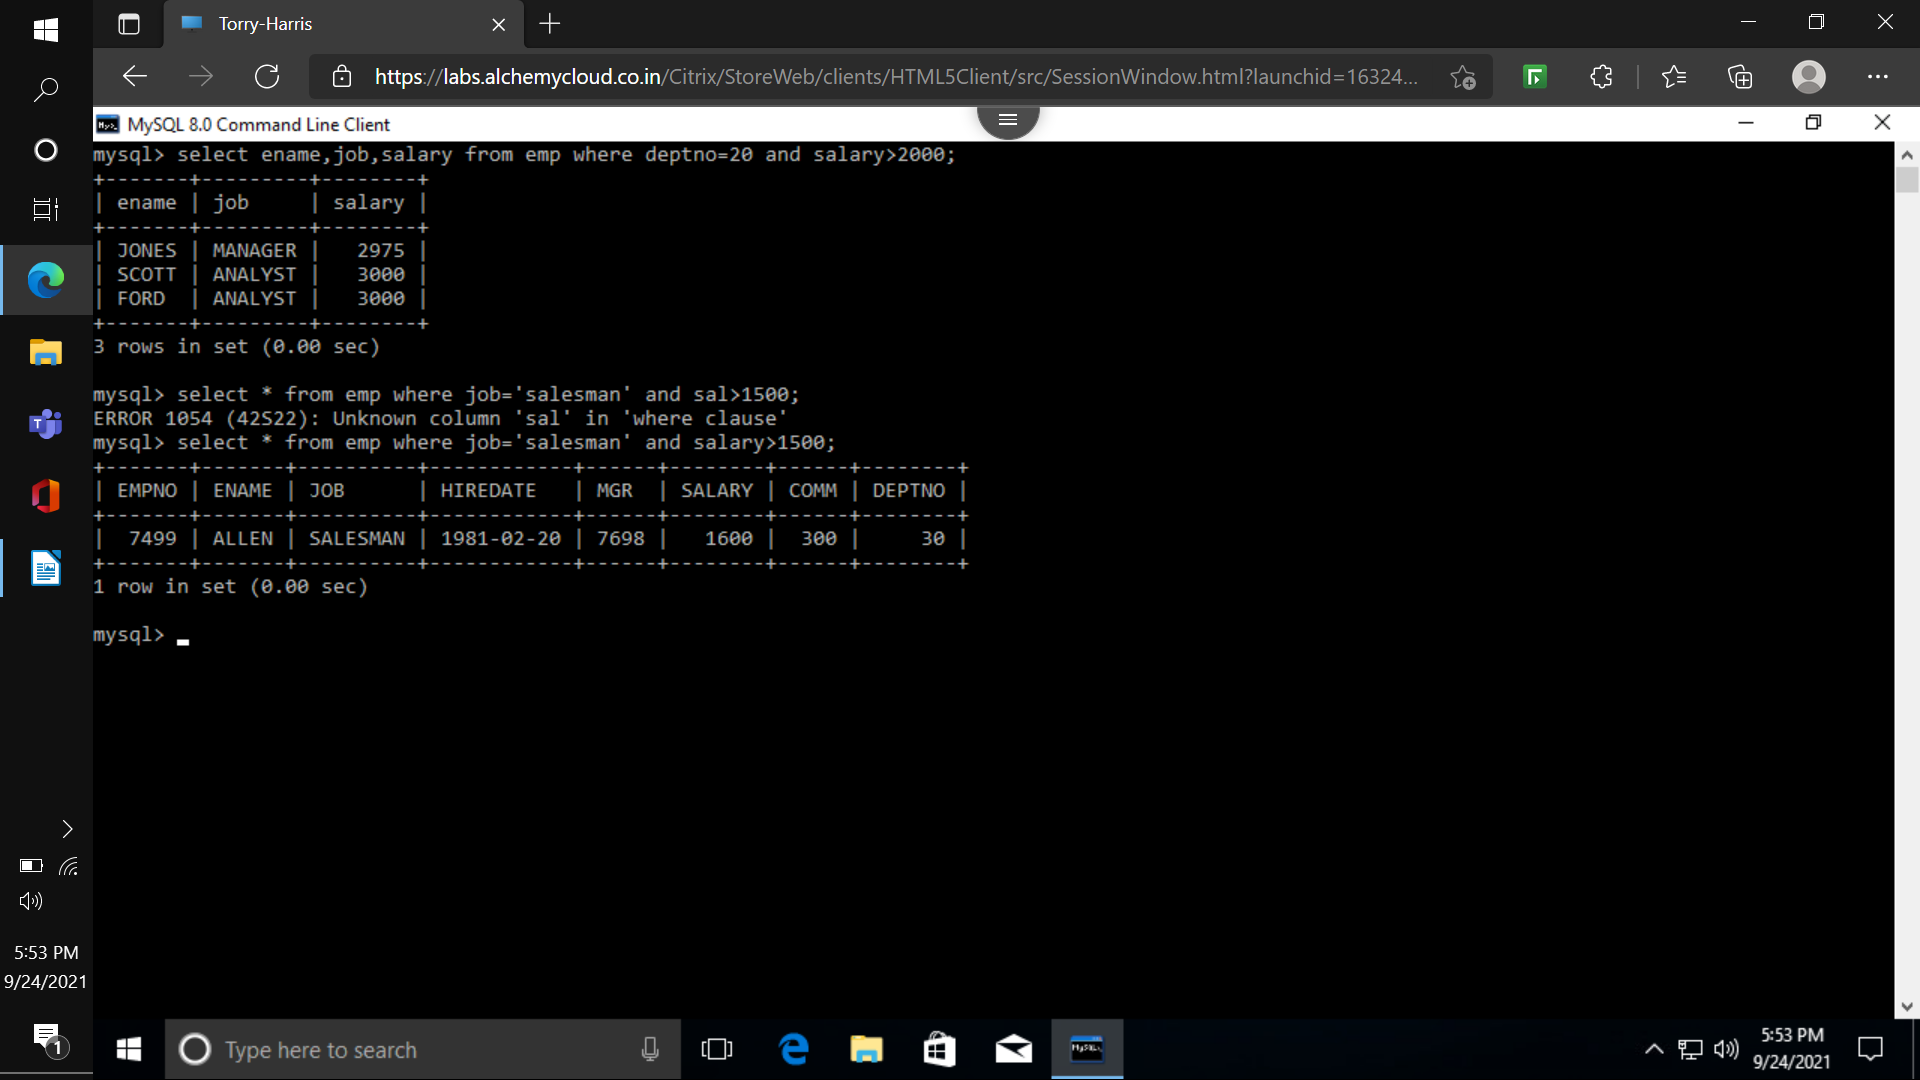 Torry-Harris
https://labs.alchemycloud.co.in/Citrix/StoreWeb/clients/HTML5Client/src/SessionWindow.html?launchid=16324...
MySQL 8.0 Command Line Client
mysql> select ename,job,salary from emp where deptno=20 and salary>2000;
+-------+---------+--------+
| ename | job     | salary |
+-------+---------+--------+
| JONES | MANAGER |   2975 |
| SCOTT | ANALYST |   3000 |
| FORD  | ANALYST |   3000 |
+-------+---------+--------+
3 rows in set (0.00 sec)
mysql> select * from emp where job='salesman' and sal>1500;
ERROR 1054 (42S22): Unknown column 'sal' in 'where clause'
mysql> select * from emp where job='salesman' and salary>1500;
+-------+-------+----------+------------+------+--------+------+--------+
| EMPNO | ENAME | JOB      | HIREDATE   | MGR  | SALARY | COMM | DEPTNO |
+-------+-------+----------+------------+------+--------+------+--------+
|  7499 | ALLEN | SALESMAN | 1981-02-20 | 7698 |   1600 |  300 |     30 |
+-------+-------+----------+------------+------+--------+------+--------+
1 row in set (0.00 sec)
mysql>
5:53 PM
9/24/2021
1
Type here to search
5:53 PM
9/24/2021